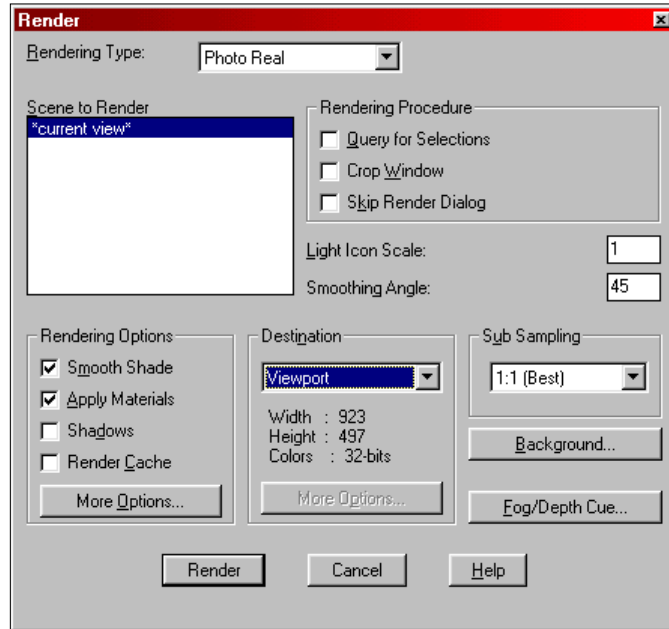 Render
Rendering Type: Photo Real
Scene to Render
*current view*
Rendering Procedure
Query for Selections
Crop Window
Skip Render Dialog
Light Icon Scale: 1
Smoothing Angle: 45
Rendering Options
Smooth Shade
Apply Materials
Shadows
Render Cache
More Options...
Destination
Viewport
Width : 923
Height : 497
Colors : 32-bits
More Options...
Sub Sampling
1:1 (Best)
Background...
Fog/Depth Cue...
Render
Cancel
Help